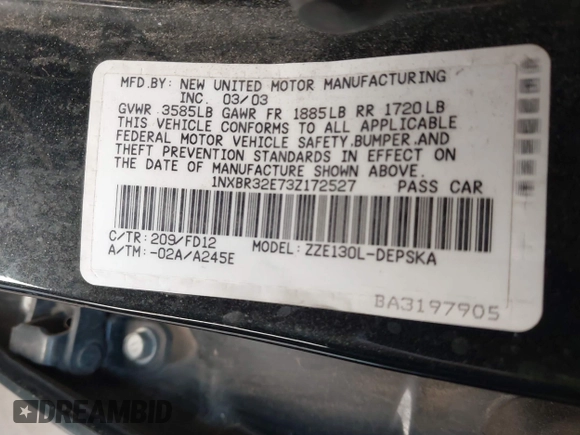 MFD.BY: NEW UNITED MOTOR MANUFACTURING
INC. 03/03
GVWR 3585LB GAWR FR 1885LB RR 1720LB
THIS VEHICLE CONFORMS TO ALL APPLICABLE
FEDERAL MOTOR VEHICLE SAFETY,BUMPER,AND
THEFT PREVENTION STANDARDS IN EFFECT ON
THE DATE OF MANUFACTURE SHOWN ABOVE.
1NXBR32E73Z172527 PASS CAR
C/TR: 209/FD12 MODEL: ZZE130L-DEPSKA
A/TM: -02A/A245E
BA3197905
DREAMBID